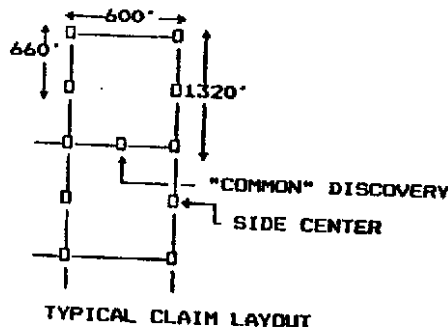 600'
660'
1320'
"COMMON" DISCOVERY
SIDE CENTER
TYPICAL CLAIM LAYOUT